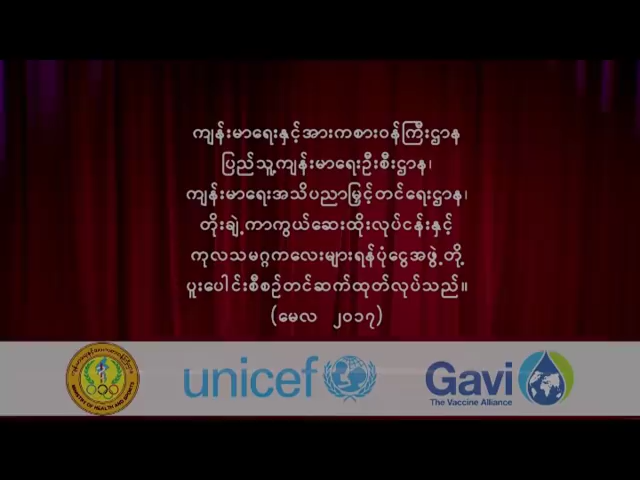 ကျန်းမာရေးနှင့်အားကစားဝန်ကြီးဌာန
ပြည်သူ့ကျန်းမာရေးဦးစီးဌာန၊
ကျန်းမာရေးအသိပညာမြှင့်တင်ရေးဌာန၊
တိုးချဲ့ကာကွယ်ဆေးထိုးလုပ်ငန်းနှင့်
ကုလသမဂ္ဂကလေးများရန်ပုံငွေအဖွဲ့တို့
ပူးပေါင်းစီစဉ်တင်ဆက်ထုတ်လုပ်သည်။
(မေလ ၂၀၁၇)
MINISTRY OF HEALTH AND SPORTS
unicef
Gavi
The Vaccine Alliance